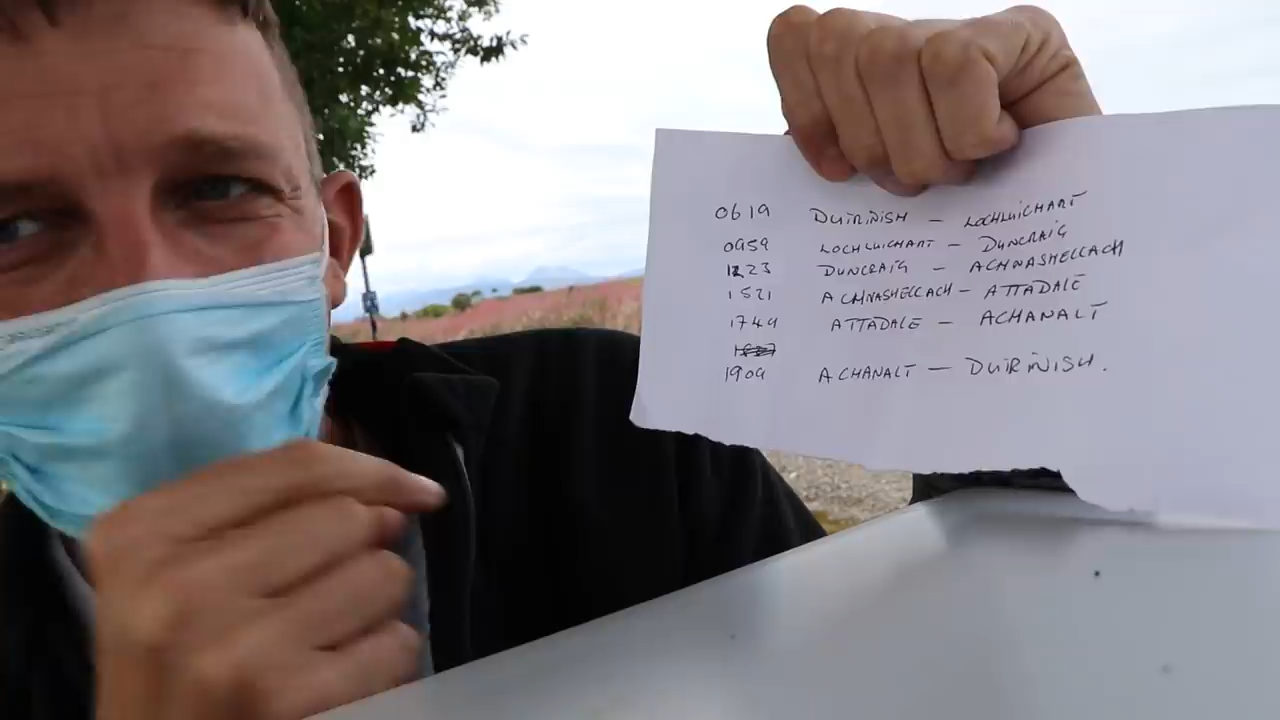 0619 DUIRINISH - LOCHLUICHART
0959 LOCHLUICHART - DUNCRAIG
1223 DUNCRAIG - ACHNASHELLACH
1521 ACHNASHELLACH - ATTADALE
1749 ATTADALE - ACHANALT
1909 ACHANALT - DUIRINISH.